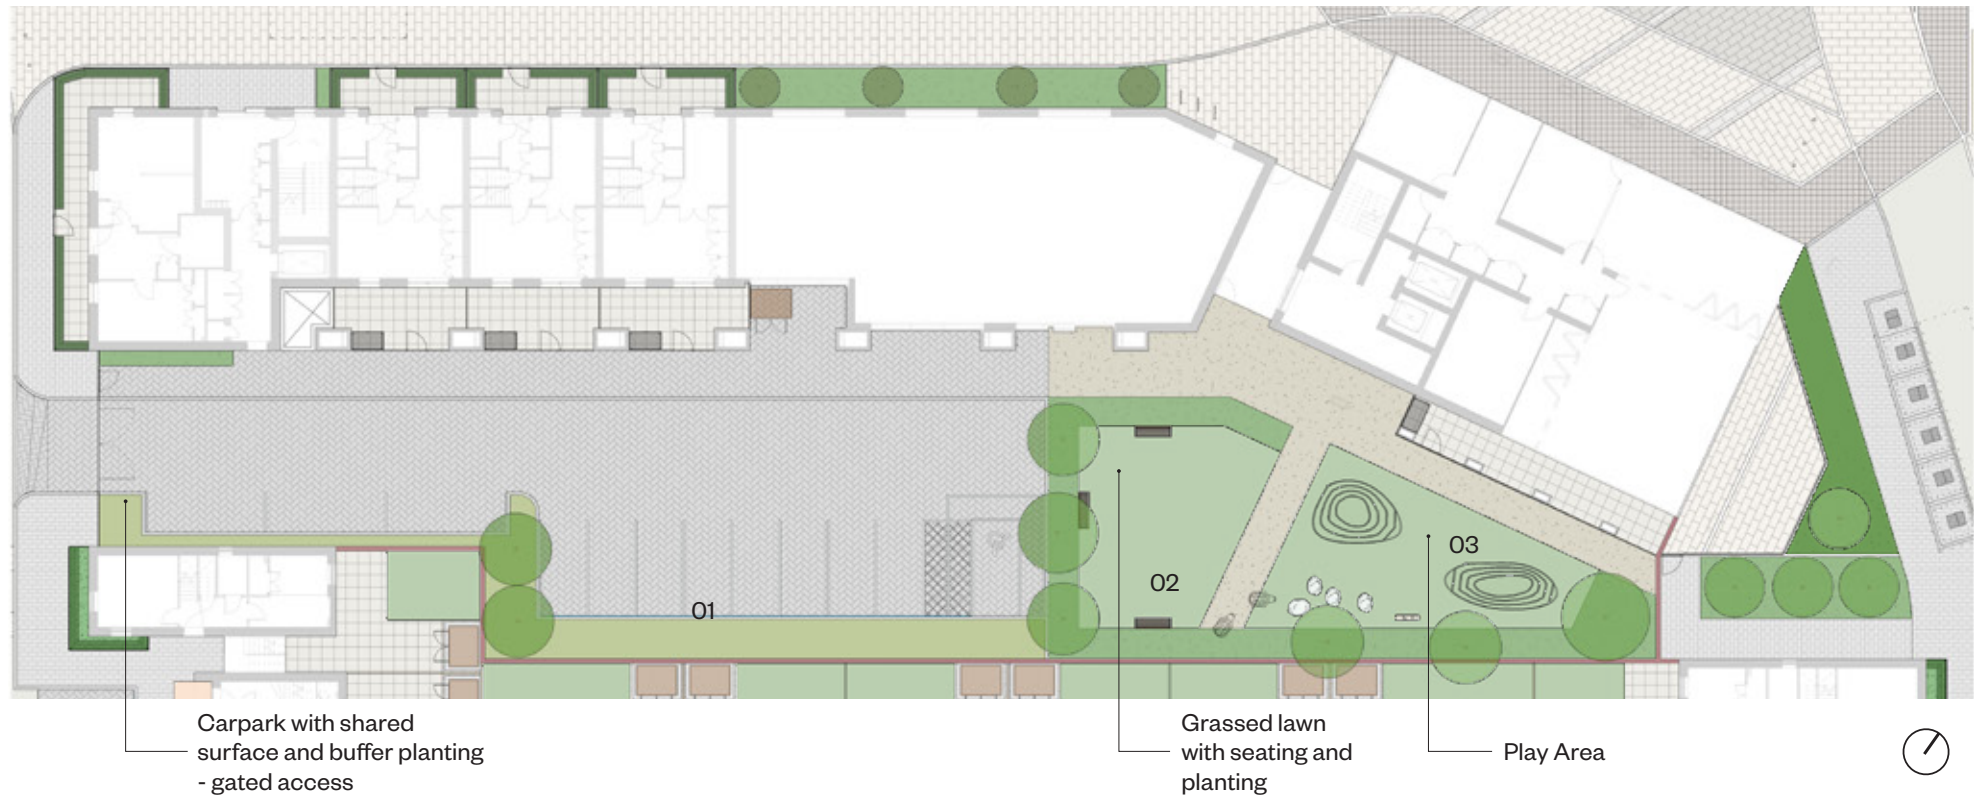 01
02
03
Carpark with shared
surface and buffer planting
- gated access
Grassed lawn
with seating and
planting
Play Area